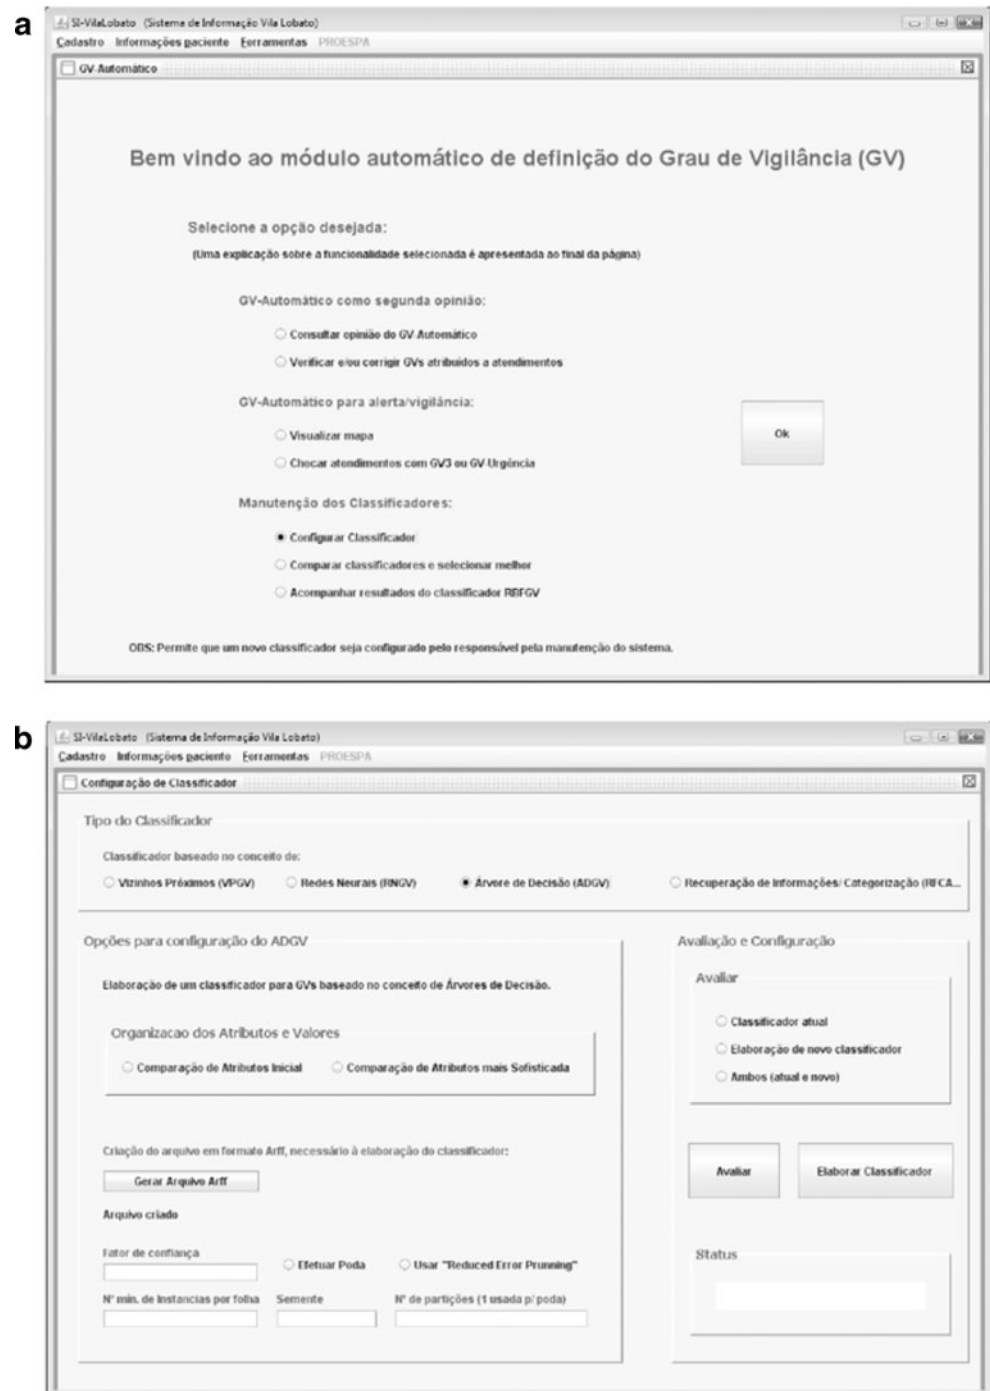 a
SI-VilaLobato (Sistema de Informação Vila Lobato)
Cadastro Informações paciente Ferramentas PROESPA
GV-Automático
Bem vindo ao módulo automático de definição do Grau de Vigilância (GV)
Selecione a opção desejada:
(Uma explicação sobre a funcionalidade selecionada é apresentada ao final da página)
GV-Automático como segunda opinião:
Consultar opinião do GV-Automático
Verificar e/ou corrigir GVs atribuídos a atendimentos
GV-Automático para alerta/vigilância:
Visualizar mapa
Checar atendimentos com GV3 ou GV-Urgência
Ok
Manutenção dos Classificadores:
Configurar Classificador
Comparar classificadores e selecionar melhor
Acompanhar resultados do classificador RBFGV
OBS: Permite que um novo classificador seja configurado pelo responsável pela manutenção do sistema.
b
SI-VilaLobato (Sistema de Informação Vila Lobato)
Cadastro Informações paciente Ferramentas PROESPA
Configuração de Classificador
Tipo do Classificador
Classificador baseado no conceito de:
Vizinhos Próximos (VPGV) Redes Neurais (RNGV) Árvore de Decisão (ADGV) Recuperação de Informações/ Categorização (RFCA...
Opções para configuração do ADGV
Elaboração de um classificador para GVs baseado no conceito de Árvores de Decisão.
Organizacao dos Atributos e Valores
Comparação de Atributos Inicial Comparação de Atributos mais Sofisticada
Criação do arquivo em formato Arff, necessário à elaboração do classificador:
Gerar Arquivo Arff
Arquivo criado
Fator de confiança
Efetuar Poda Usar "Reduced Error Prunning"
N° min. de Instancias por folha Semente N° de partições (1 usada p/ poda)
Avaliação e Configuração
Avaliar
Classificador atual
Elaboração de novo classificador
Ambos (atual e novo)
Avaliar Elaborar Classificador
Status